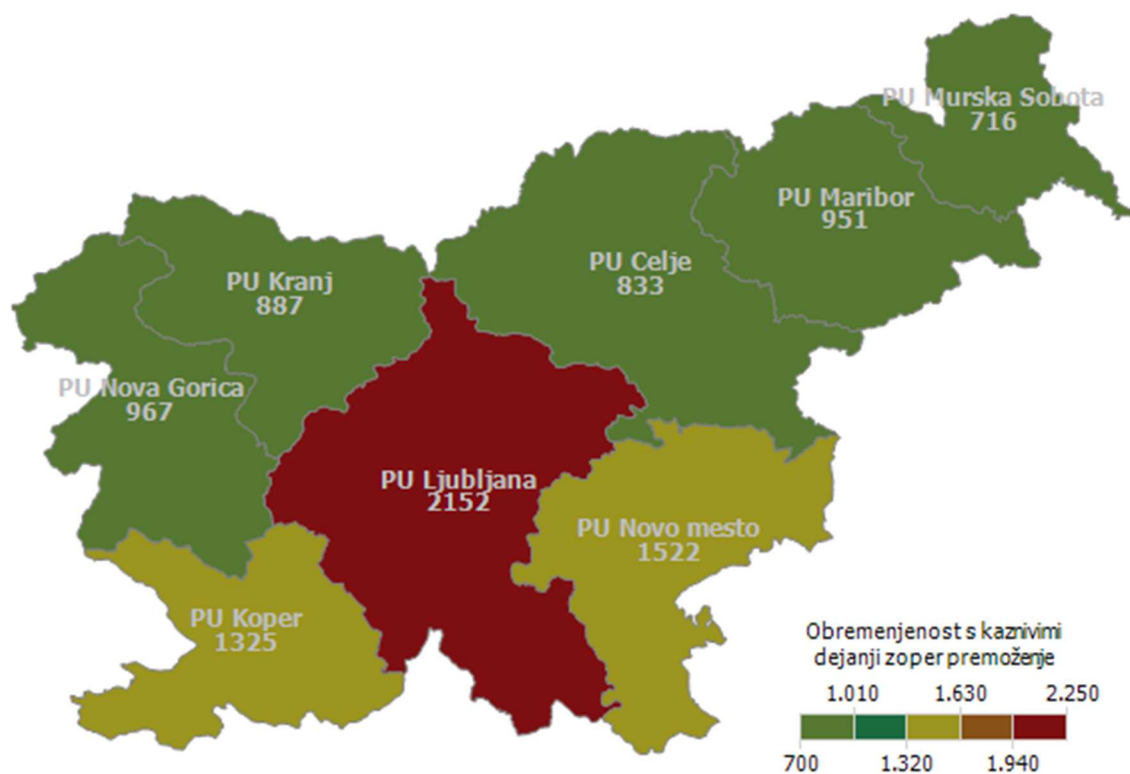 PU Murska Sobota
716
PU Maribor
951
PU Celje
833
PU Kranj
887
PU Nova Gorica
967
PU Ljubljana
2152
PU Novo mesto
1522
PU Koper
1325
Obremenjenost s kaznivimi
dejanji zoper premoženje
1.010 1.630 2.250
700 1.320 1.940